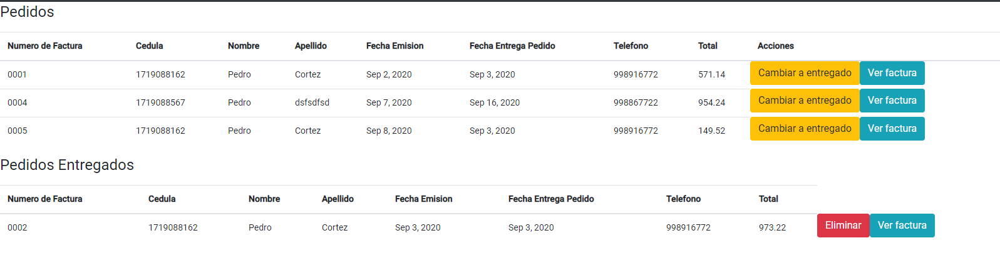 Pedidos
Numero de Factura Cedula Nombre Apellido Fecha Emision Fecha Entrega Pedido Telefono Total Acciones
0001 1719088162 Pedro Cortez Sep 2, 2020 Sep 3, 2020 998916772 571.14 Cambiar a entregado Ver factura
0004 1719088567 Pedro dsfsdfsd Sep 7, 2020 Sep 16, 2020 998867722 954.24 Cambiar a entregado Ver factura
0005 1719088162 Pedro Cortez Sep 8, 2020 Sep 3, 2020 998916772 149.52 Cambiar a entregado Ver factura
Pedidos Entregados
Numero de Factura Cedula Nombre Apellido Fecha Emision Fecha Entrega Pedido Telefono Total
0002 1719088162 Pedro Cortez Sep 3, 2020 Sep 3, 2020 998916772 973.22 Eliminar Ver factura